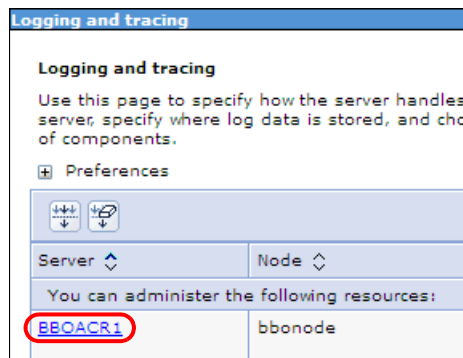 Logging and tracing
Logging and tracing
Use this page to specify how the server handles
server, specify where log data is stored, and cho
of components.
Preferences
Server Node
You can administer the following resources:
BBOACR1 bbonode